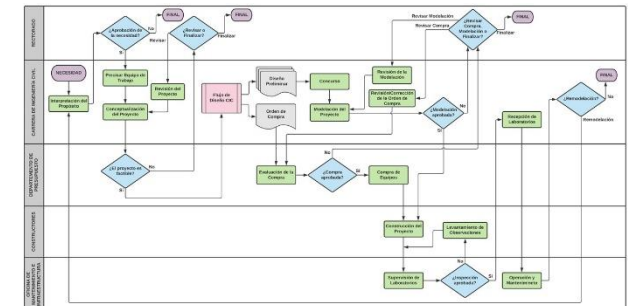 RECTORADO
¿Aprobación de la necesidad?
No
FINAL
Revisar
¿Revisar o Finalizar?
FINAL
Finalizar
Revisar Modelación
Revisar Compra
¿Revisar Compra, Modelación o Finalizar?
FINAL
Finalizar
Si
CARRERA DE INGENIERÍA CIVIL
NECESIDAD
Interpretación del Propósito
Precisar Equipo de Trabajo
Conceptualización del Proyecto
Revisión del Proyecto
Flujo de Diseño CIC
Diseño Preliminar
Orden de Compra
Concurso
Modelación del Proyecto
Revisión de la Modelación
Revisión/Corrección de la Orden de Compra
¿Modelación aprobada?
No
Si
Recepción de Laboratorios
¿Remodelación?
FINAL
No
Remodelación
DEPARTAMENTO DE PRESUPUESTO
¿El proyecto es factible?
No
Si
Evaluación de la Compra
No
¿Compra aprobada?
Si
Compra de Equipos
CONSTRUCTORES
Construcción del Proyecto
Levantamiento de Observaciones
OFICINA DE MANTENIMIENTO E INFRAESTRUCTURA
Supervisión de Laboratorios
No
¿Inspección aprobada?
Si
Operación y Mantenimiento